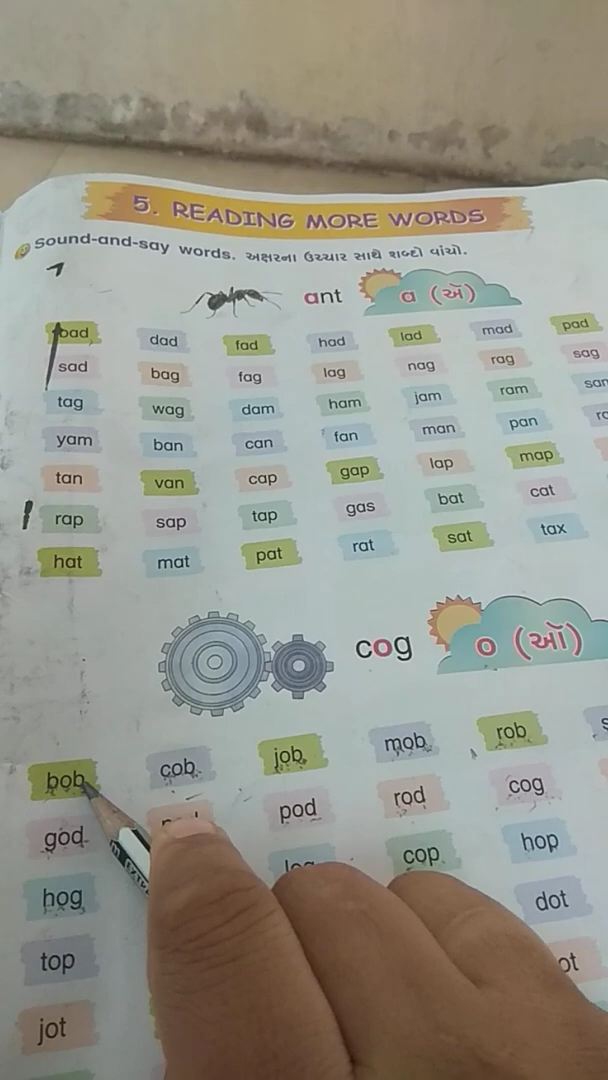 5. READING MORE WORDS
Sound-and-say words. અક્ષરના ઉચ્ચાર સાથે શબ્દો વાંચો.
ant a (ઍ)
bad dad fad had lad mad pad
sad bag fag lag nag rag sag
tag wag dam ham jam ram
yam ban can fan man pan
tan van cap gap lap map
rap sap tap gas bat cat
hat mat pat rat sat tax
cog o (ઑ)
bob cob job mob rob
god pod rod cog
hog cop hop
top dot
jot